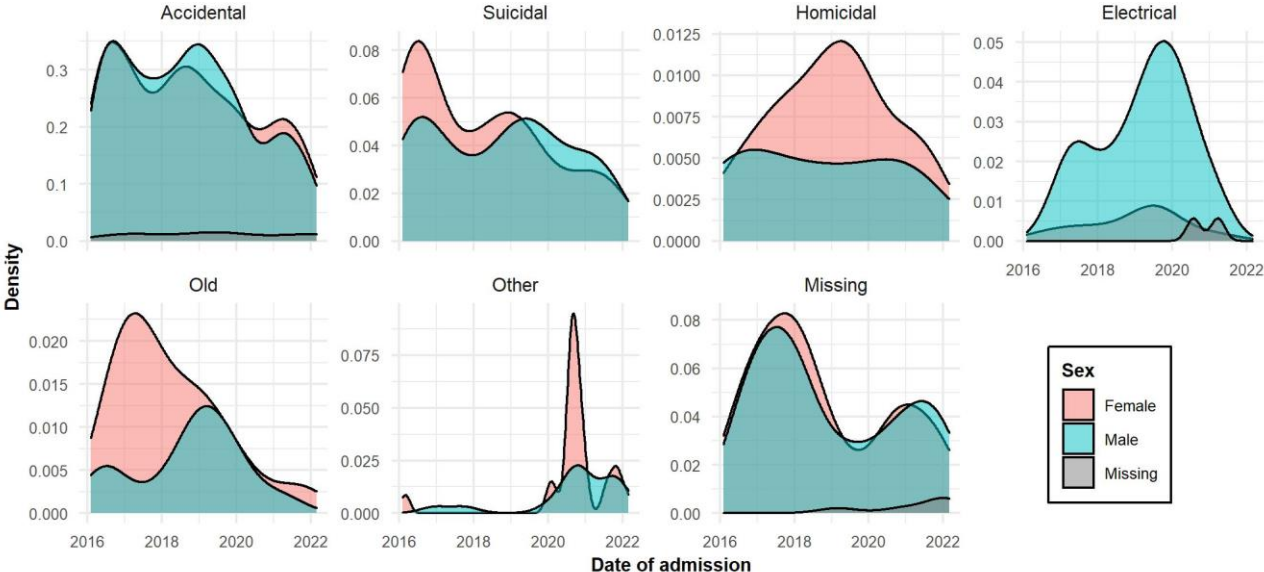 Accidental
Suicidal
Homicidal
Electrical
0.3
0.2
0.1
0.0
0.08
0.06
0.04
0.02
0.00
0.0125
0.0100
0.0075
0.0050
0.0025
0.0000
0.05
0.04
0.03
0.02
0.01
0.00
2016 2018 2020 2022
Density
Old
Other
Missing
0.020
0.015
0.010
0.005
0.000
2016 2018 2020 2022
0.075
0.050
0.025
0.000
2016 2018 2020 2022
0.08
0.06
0.04
0.02
0.00
2016 2018 2020 2022
Sex
Female
Male
Missing
Date of admission